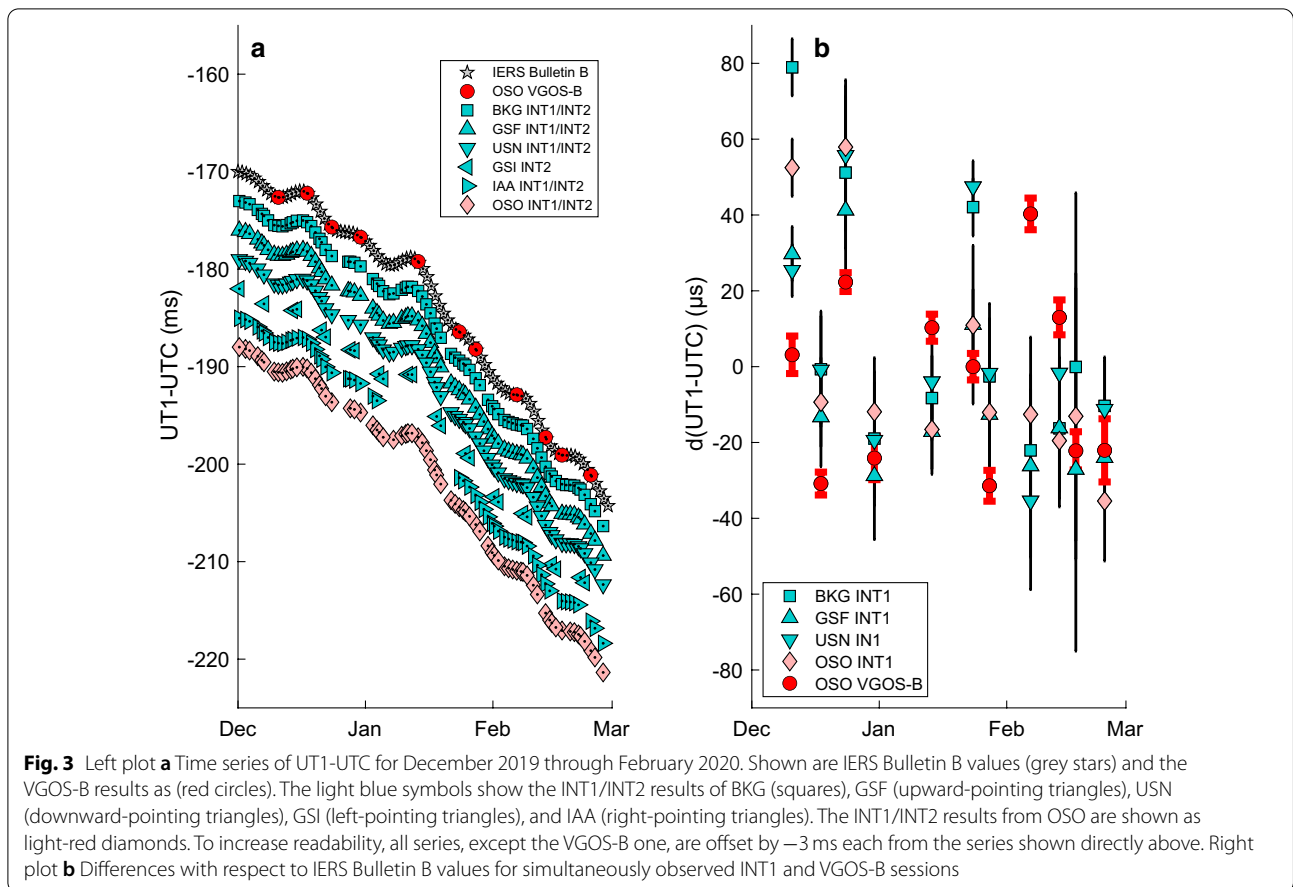 a
-160
-170
-180
-190
-200
-210
-220
UT1-UTC (ms)
Dec Jan Feb Mar
IERS Bulletin B
OSO VGOS-B
BKG INT1/INT2
GSF INT1/INT2
USN INT1/INT2
GSI INT2
IAA INT1/INT2
OSO INT1/INT2
b
80
60
40
20
0
-20
-40
-60
-80
d(UT1-UTC) (μs)
Dec Jan Feb Mar
BKG INT1
GSF INT1
USN IN1
OSO INT1
OSO VGOS-B
Fig. 3 Left plot a Time series of UT1-UTC for December 2019 through February 2020. Shown are IERS Bulletin B values (grey stars) and the
VGOS-B results as (red circles). The light blue symbols show the INT1/INT2 results of BKG (squares), GSF (upward-pointing triangles), USN
(downward-pointing triangles), GSI (left-pointing triangles), and IAA (right-pointing triangles). The INT1/INT2 results from OSO are shown as
light-red diamonds. To increase readability, all series, except the VGOS-B one, are offset by −3 ms each from the series shown directly above. Right
plot b Differences with respect to IERS Bulletin B values for simultaneously observed INT1 and VGOS-B sessions